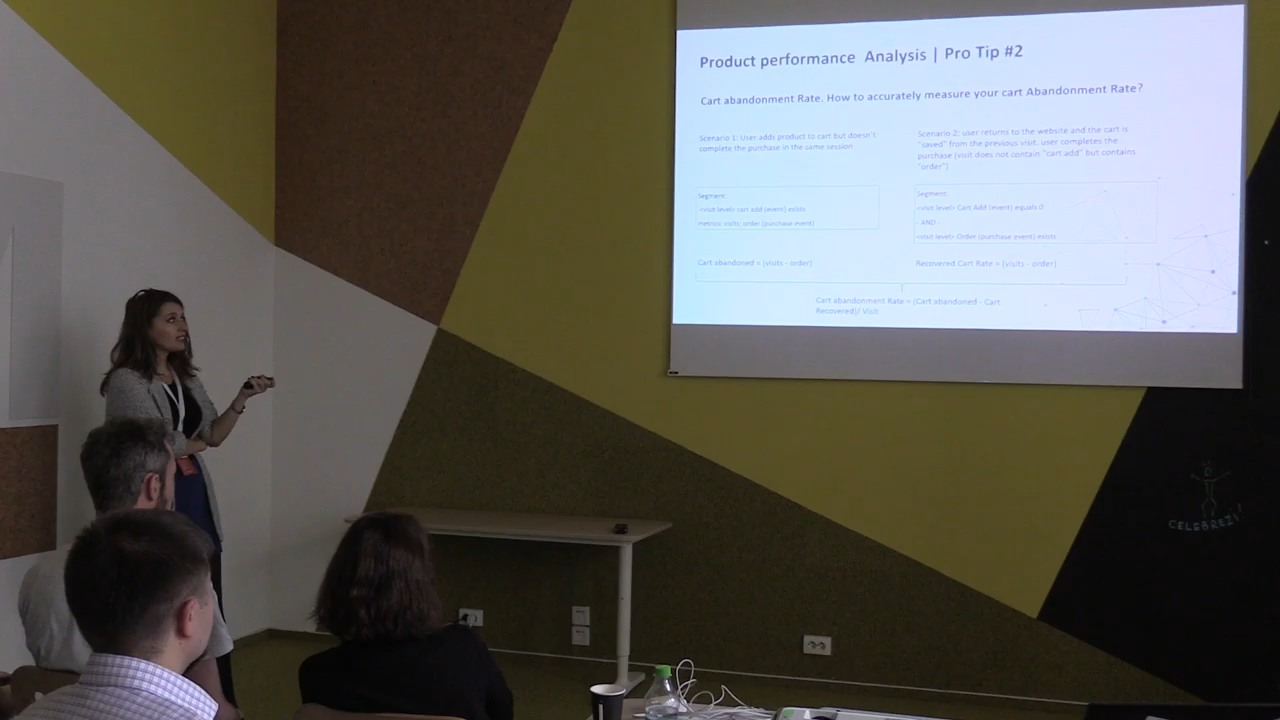 Product performance Analysis | Pro Tip #2
Cart abandonment Rate. How to accurately measure your cart Abandonment Rate?
Scenario 1: User adds product to cart but doesn't
complete the purchase in the same session
Segment:
<visit level> cart add (event) exists
metrics: visits; order (purchase event)
Cart abandoned = (visits - order)
Scenario 2: user returns to the website and the cart is
"saved" from the previous visit, user completes the
purchase (visit does not contain "cart add" but contains
"order")
Segment:
<visit level> Cart Add (event) equals 0
AND
<visit level> Order (purchase event) exists
Recovered Cart Rate = (visits - order)
Cart abandonment Rate = (Cart abandoned - Cart
Recovered)/ Visit
CELEBREZ!